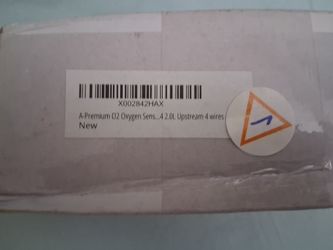 X002842HAX
A-Premium O2 Oxygen Sens...4 2.0L Upstream 4 wires
New